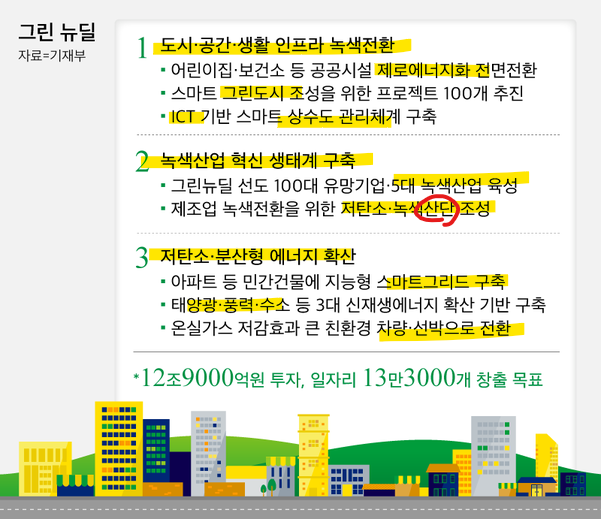 그린 뉴딜
자료=기재부
1 도시·공간·생활 인프라 녹색전환
▪ 어린이집·보건소 등 공공시설 제로에너지화 전면전환
▪ 스마트 그린도시 조성을 위한 프로젝트 100개 추진
▪ ICT 기반 스마트 상수도 관리체계 구축
2 녹색산업 혁신 생태계 구축
▪ 그린뉴딜 선도 100대 유망기업·5대 녹색산업 육성
▪ 제조업 녹색전환을 위한 저탄소·녹색산단 조성
3 저탄소·분산형 에너지 확산
▪ 아파트 등 민간건물에 지능형 스마트그리드 구축
▪ 태양광·풍력·수소 등 3대 신재생에너지 확산 기반 구축
▪ 온실가스 저감효과 큰 친환경 차량·선박으로 전환
*12조9000억원 투자, 일자리 13만3000개 창출 목표